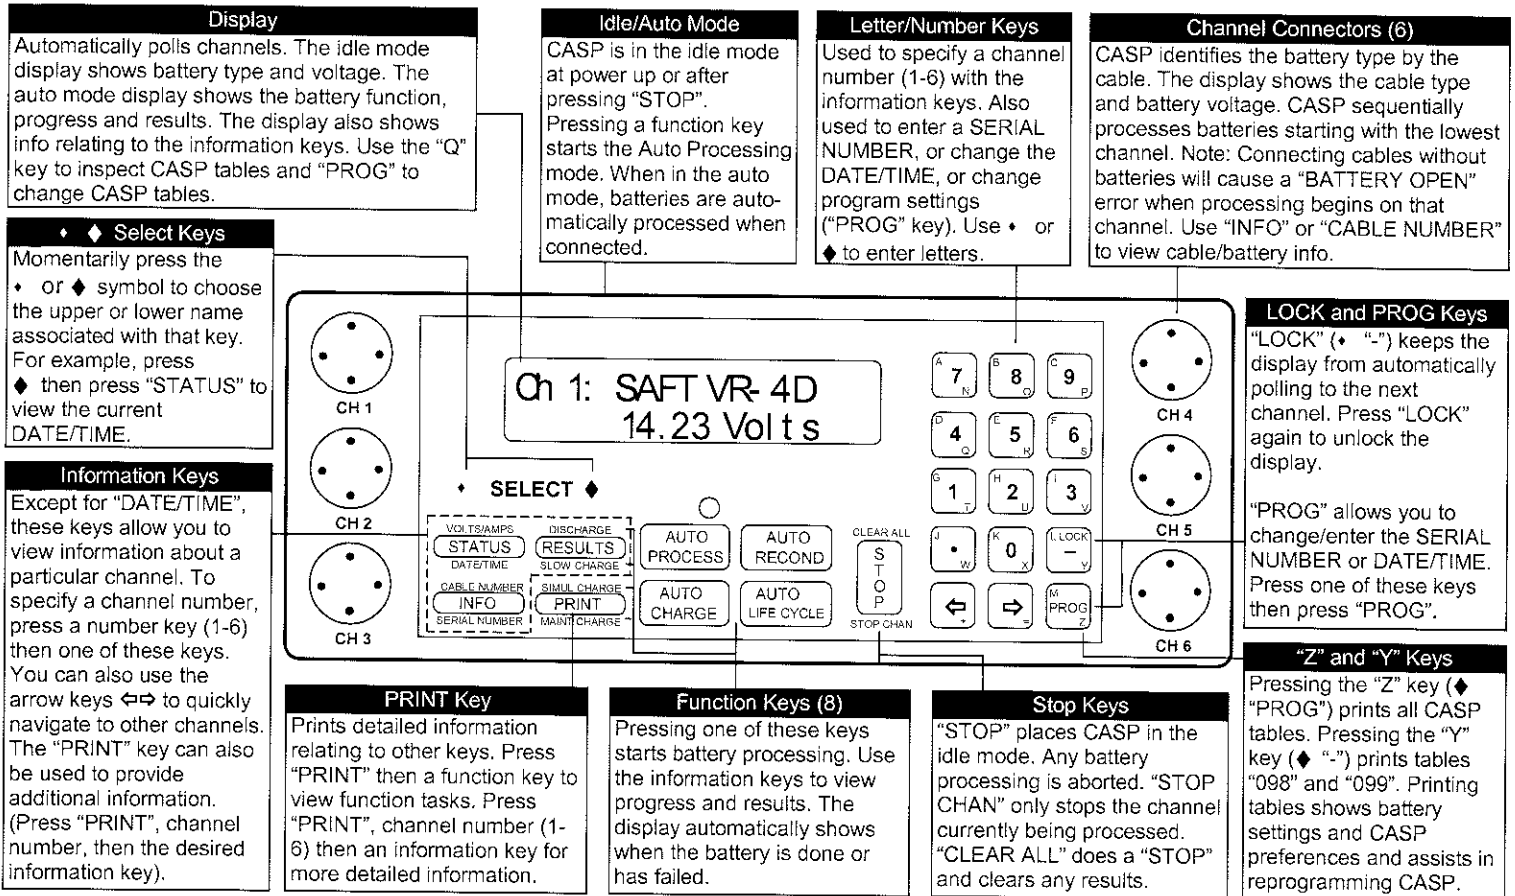 Display
Automatically polls channels. The idle mode
display shows battery type and voltage. The
auto mode display shows the battery function,
progress and results. The display also shows
info relating to the information keys. Use the “Q”
key to inspect CASP tables and “PROG” to
change CASP tables.
Idle/Auto Mode
CASP is in the idle mode
at power up or after
pressing “STOP”.
Pressing a function key
starts the Auto Processing
mode. When in the auto
mode, batteries are auto-
matically processed when
connected.
Letter/Number Keys
Used to specify a channel
number (1-6) with the
information keys. Also
used to enter a SERIAL
NUMBER, or change the
DATE/TIME, or change
program settings
(“PROG” key). Use ⬧ or
♦ to enter letters.
Channel Connectors (6)
CASP identifies the battery type by the
cable. The display shows the cable type
and battery voltage. CASP sequentially
processes batteries starting with the lowest
channel. Note: Connecting cables without
batteries will cause a “BATTERY OPEN”
error when processing begins on that
channel. Use “INFO” or “CABLE NUMBER”
to view cable/battery info.
⬧ ♦ Select Keys
Momentarily press the
⬧ or ♦ symbol to choose
the upper or lower name
associated with that key.
For example, press
♦ then press “STATUS” to
view the current
DATE/TIME.
Information Keys
Except for “DATE/TIME”,
these keys allow you to
view information about a
particular channel. To
specify a channel number,
press a number key (1-6)
then one of these keys.
You can also use the
arrow keys ⇦⇨ to quickly
navigate to other channels.
The “PRINT” key can also
be used to provide
additional information.
(Press “PRINT”, channel
number, then the desired
information key).
CH 1
CH 2
CH 3
Ch 1: SAFT VR- 4D
14.23 Volts
⬧ SELECT ♦
VOLTS/AMPS
STATUS
DATE/TIME
DISCHARGE
RESULTS
SLOW CHARGE
CABLE NUMBER
INFO
SERIAL NUMBER
SIMUL CHARGE
PRINT
MAINT CHARGE
AUTO
PROCESS
AUTO
RECOND
AUTO
CHARGE
AUTO
LIFE CYCLE
CLEAR ALL
STOP
STOP CHAN
A 7 N
B 8 O
C 9 P
D 4 Q
E 5 R
F 6 S
G 1 T
H 2 U
I 3 V
J • W
K 0 X
L LOCK – Y
⇦ +
⇨ =
M PROG Z
CH 4
CH 5
CH 6
LOCK and PROG Keys
“LOCK” (⬧ “-”) keeps the
display from automatically
polling to the next
channel. Press “LOCK”
again to unlock the
display.
“PROG” allows you to
change/enter the SERIAL
NUMBER or DATE/TIME.
Press one of these keys
then press “PROG”.
PRINT Key
Prints detailed information
relating to other keys. Press
“PRINT” then a function key to
view function tasks. Press
“PRINT”, channel number (1-
6) then an information key for
more detailed information.
Function Keys (8)
Pressing one of these keys
starts battery processing. Use
the information keys to view
progress and results. The
display automatically shows
when the battery is done or
has failed.
Stop Keys
“STOP” places CASP in the
idle mode. Any battery
processing is aborted. “STOP
CHAN” only stops the channel
currently being processed.
“CLEAR ALL” does a “STOP”
and clears any results.
“Z” and “Y” Keys
Pressing the “Z” key (♦
“PROG”) prints all CASP
tables. Pressing the “Y”
key (♦ “-”) prints tables
“098” and “099”. Printing
tables shows battery
settings and CASP
preferences and assists in
reprogramming CASP.